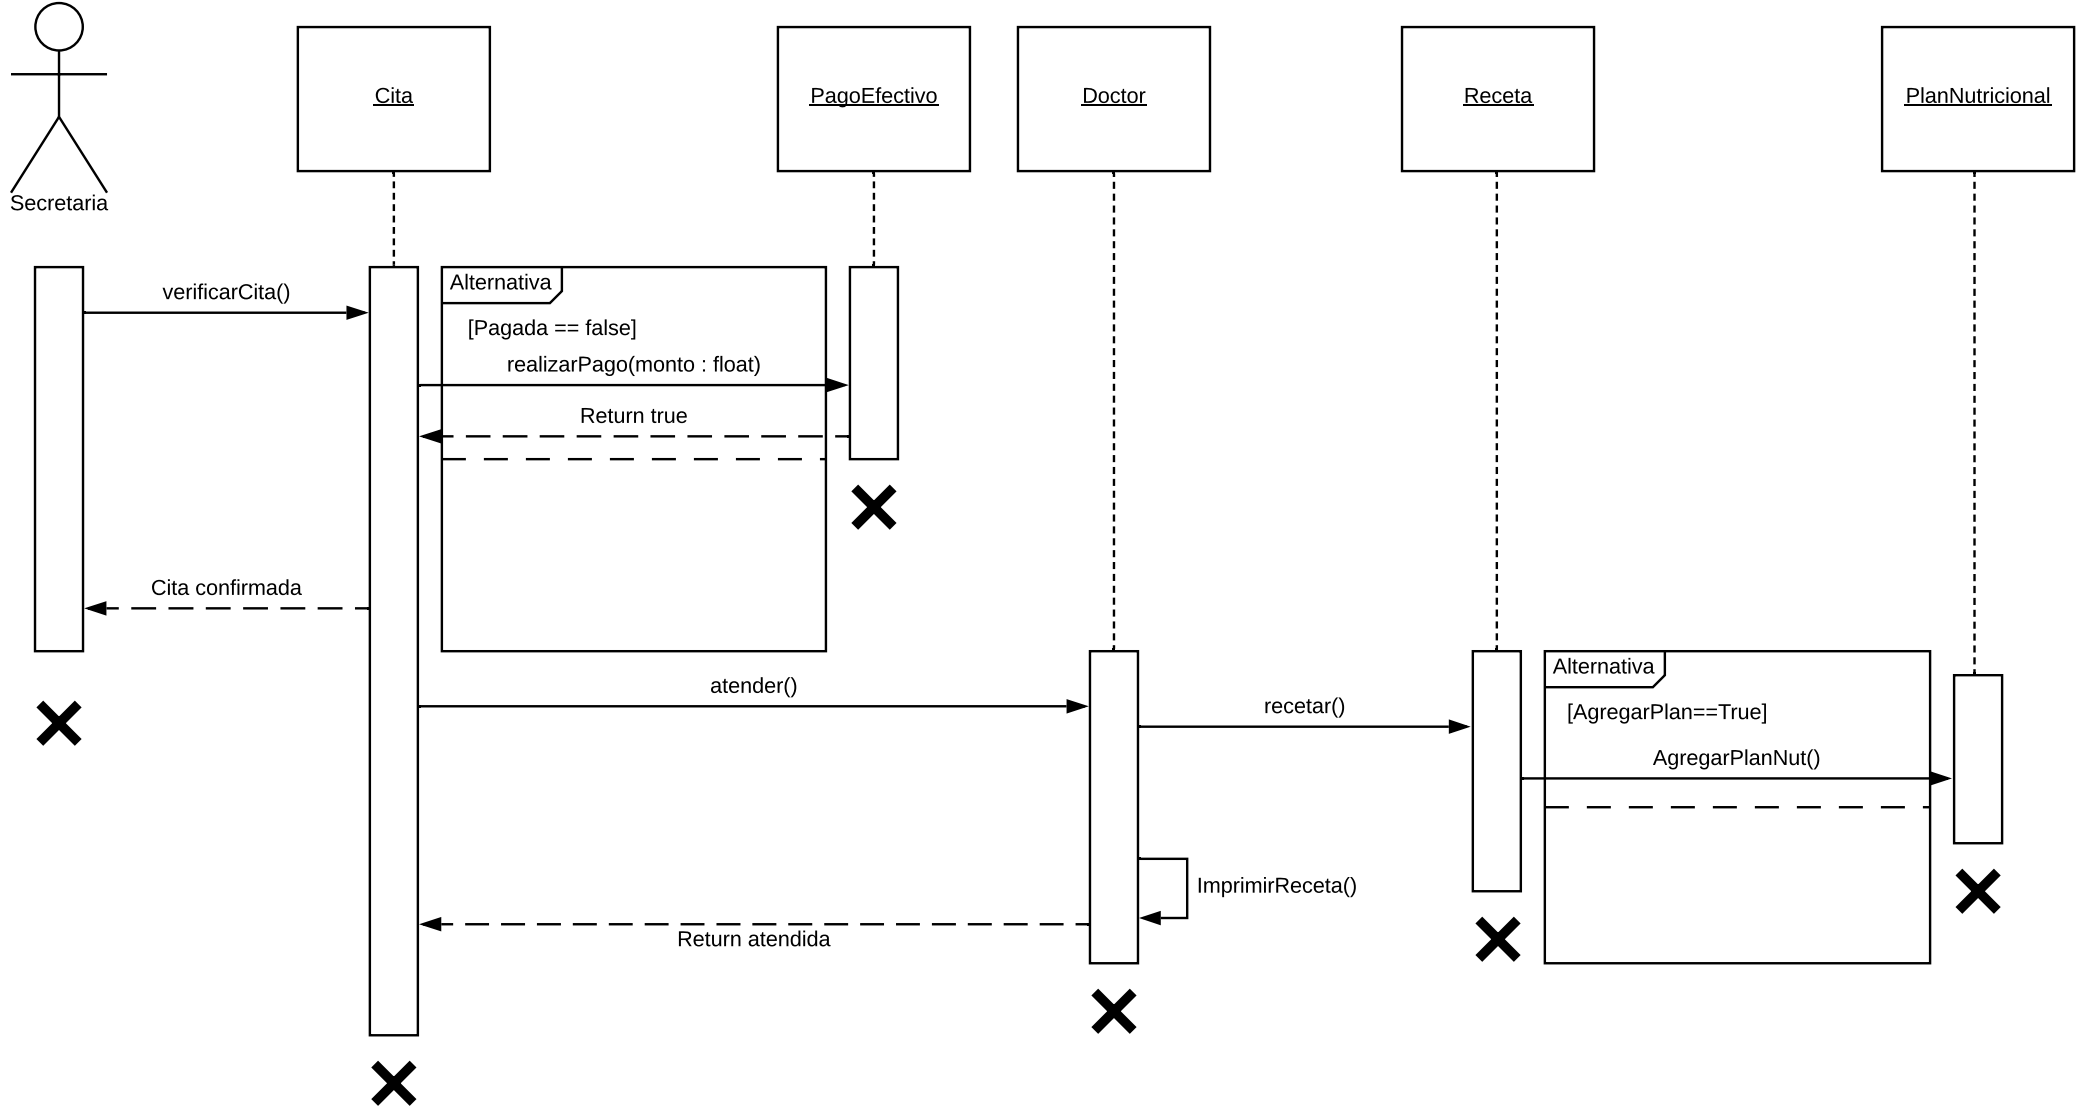 Secretaria
Cita
PagoEfectivo
Doctor
Receta
PlanNutricional
verificarCita()
Alternativa
[Pagada == false]
realizarPago(monto : float)
Return true
Cita confirmada
atender()
recetar()
Alternativa
[AgregarPlan==True]
AgregarPlanNut()
ImprimirReceta()
Return atendida